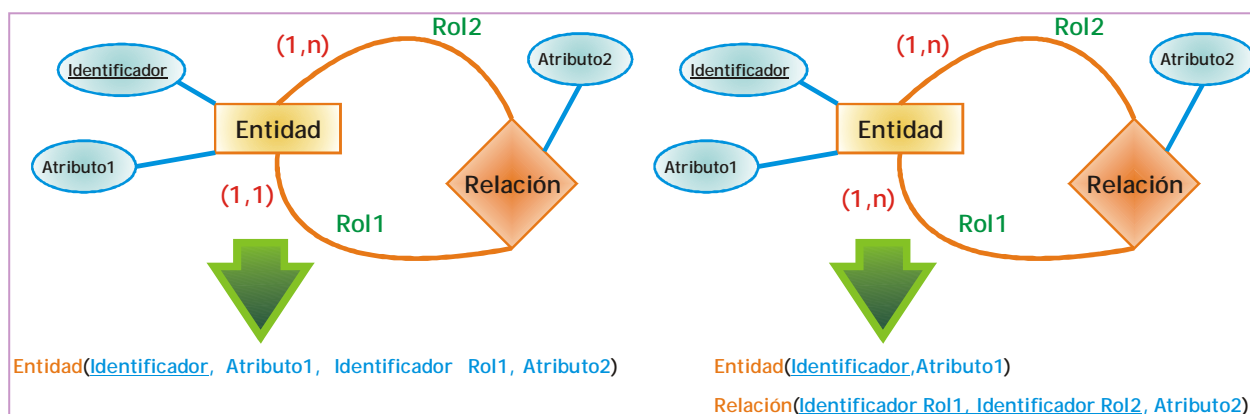 Rol2
(1,n)
Identificador
Atributo2
Entidad
Atributo1
Relación
(1,1)
Rol1
Entidad(Identificador, Atributo1, Identificador Rol1, Atributo2)
Rol2
(1,n)
Identificador
Atributo2
Entidad
Atributo1
Relación
(1,n)
Rol1
Entidad(Identificador,Atributo1)
Relación(Identificador Rol1, Identificador Rol2, Atributo2)